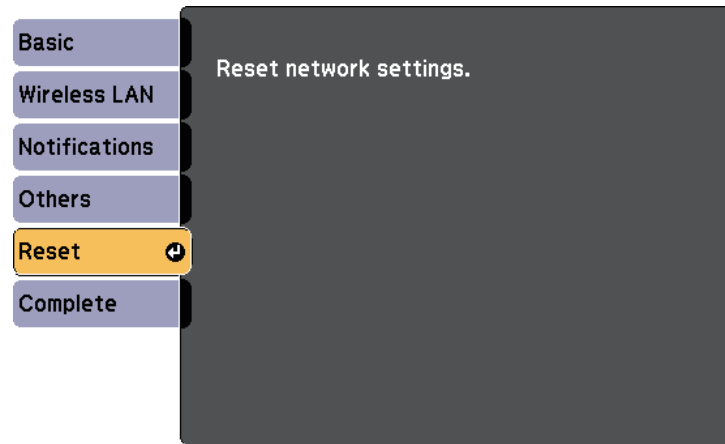 Basic
Wireless LAN
Notifications
Others
Reset
Complete
Reset network settings.